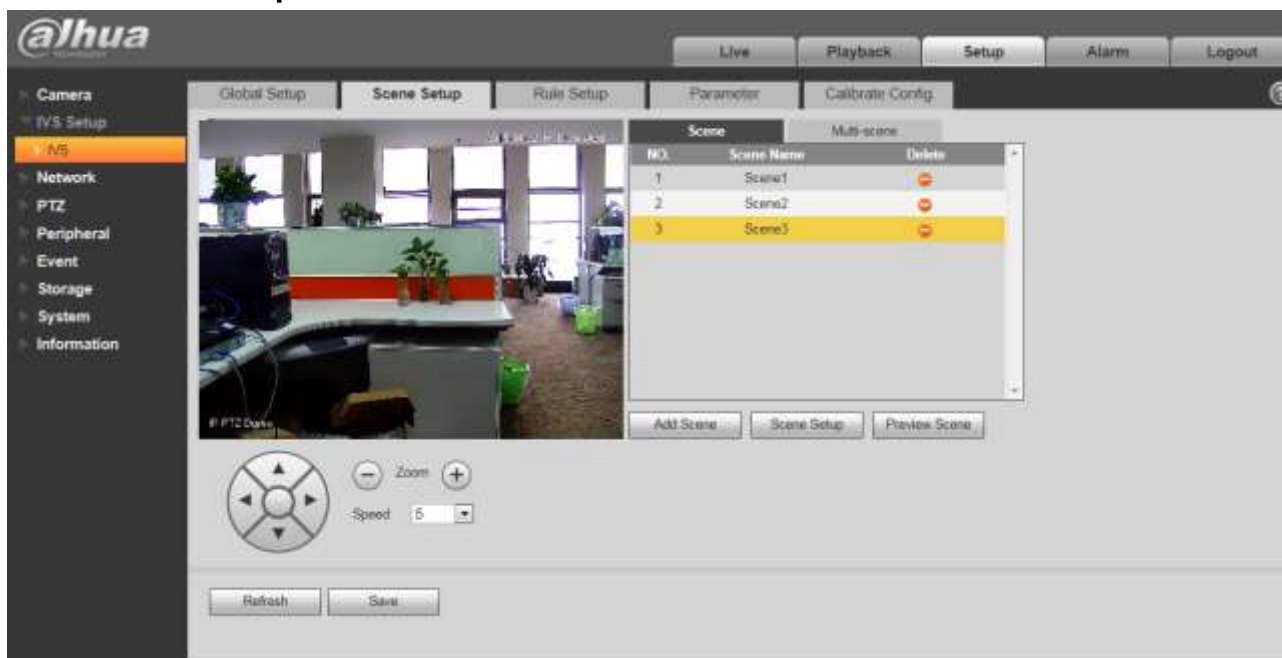 alhua
TECHNOLOGY
Live Playback Setup Alarm Logout
Camera
IVS Setup
IVS
Network
PTZ
Peripheral
Event
Storage
System
Information
Global Setup Scene Setup Rule Setup Parameter Calibrate Config
Scene Multi-scene
NO. Scene Name Delete
1 Scene1
2 Scene2
3 Scene3
IP PTZ Dome
Add Scene Scene Setup Preview Scene
Zoom
Speed 5
Refresh Save